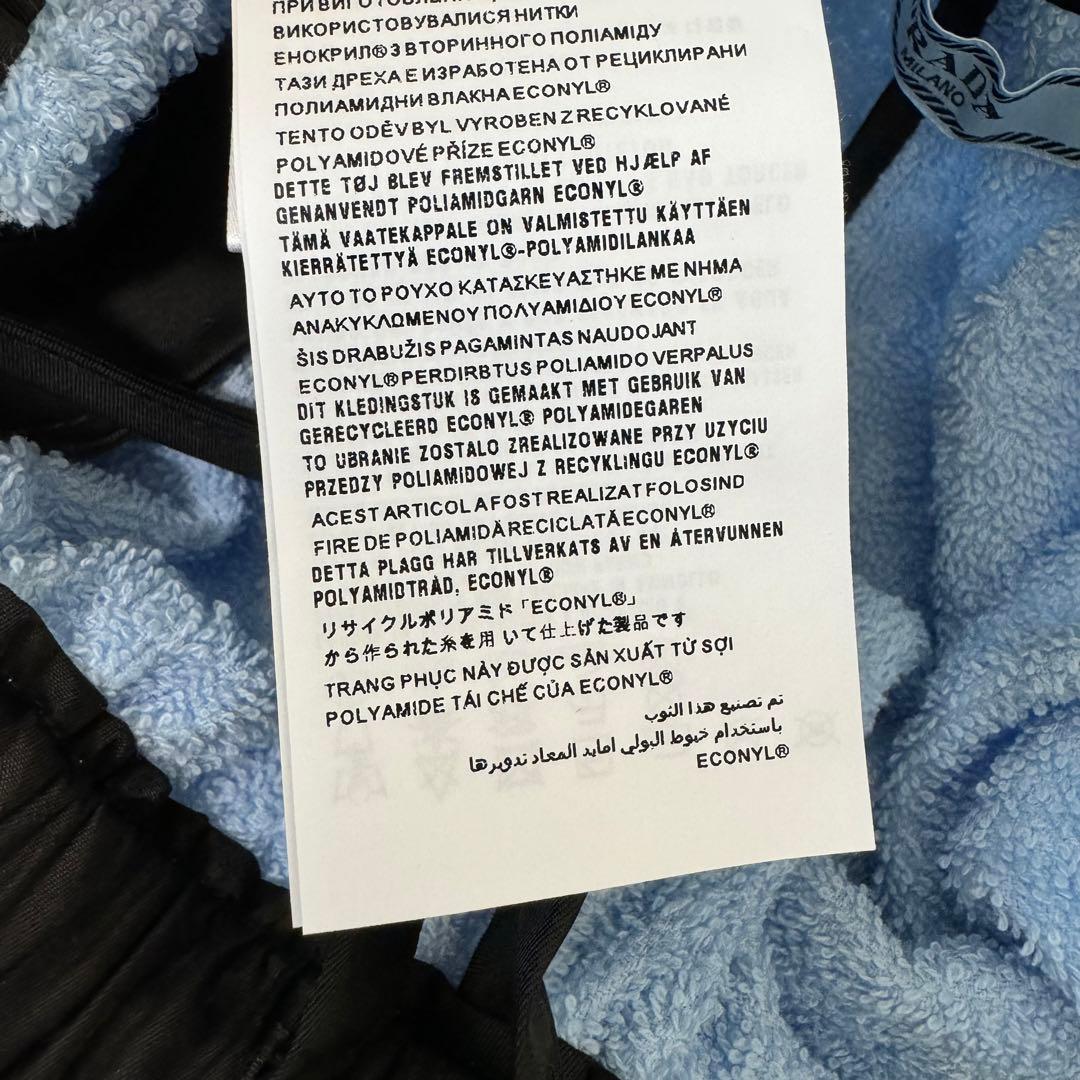 ВИКОРИСТОВУВАЛИСЯ НИТКИ
ЕНОКРИЛ® З ВТОРИННОГО ПОЛІАМІДУ
ТАЗИ ДРЕХА Е ИЗРАБОТЕНА ОТ РЕЦИКЛИРАНИ
ПОЛИАМИДНИ ВЛАКНА ECONYL®
TENTO ODĚV BYL VYROBEN Z RECYKLOVANÉ
POLYAMIDOVÉ PŘÍZE ECONYL®
DETTE TØJ BLEV FREMSTILLET VED HJÆLP AF
GENANVENDT POLIAMIDGARN ECONYL®
TÄMÄ VAATEKAPPALE ON VALMISTETTU KÄYTTÄEN
KIERRÄTETTYÄ ECONYL®-POLYAMIDILANKAA
ΑΥΤΟ ΤΟ ΡΟΥΧΟ ΚΑΤΑΣΚΕΥΑΣΤΗΚΕ ΜΕ ΝΗΜΑ
ΑΝΑΚΥΚΛΩΜΕΝΟΥ ΠΟΛΥΑΜΙΔΙΟΥ ECONYL®
ŠIS DRABUŽIS PAGAMINTAS NAUDOJANT
ECONYL® PERDIRBTUS POLIAMIDO VERPALUS
DIT KLEDINGSTUK IS GEMAAKT MET GEBRUIK VAN
GERECYCLEERD ECONYL® POLYAMIDEGAREN
TO UBRANIE ZOSTALO ZREALIZOWANE PRZY UZYCIU
PRZEDZY POLIAMIDOWEJ Z RECYKLINGU ECONYL®
ACEST ARTICOL A FOST REALIZAT FOLOSIND
FIRE DE POLIAMIDĂ RECICLATĂ ECONYL®
DETTA PLAGG HAR TILLVERKATS AV EN ÅTERVUNNEN
POLYAMIDTRÅD, ECONYL®
リサイクルポリアミド「ECONYL®」
から作られた糸を用 いて仕上げた製品です
TRANG PHỤC NÀY ĐƯỢC SẢN XUẤT TỪ SỢI
POLYAMIDE TÁI CHẾ CỦA ECONYL®
تم تصنيع هذا الثوب
باستخدام خيوط البولي امايد المعاد تدويرها
ECONYL®
RADA
MILANO